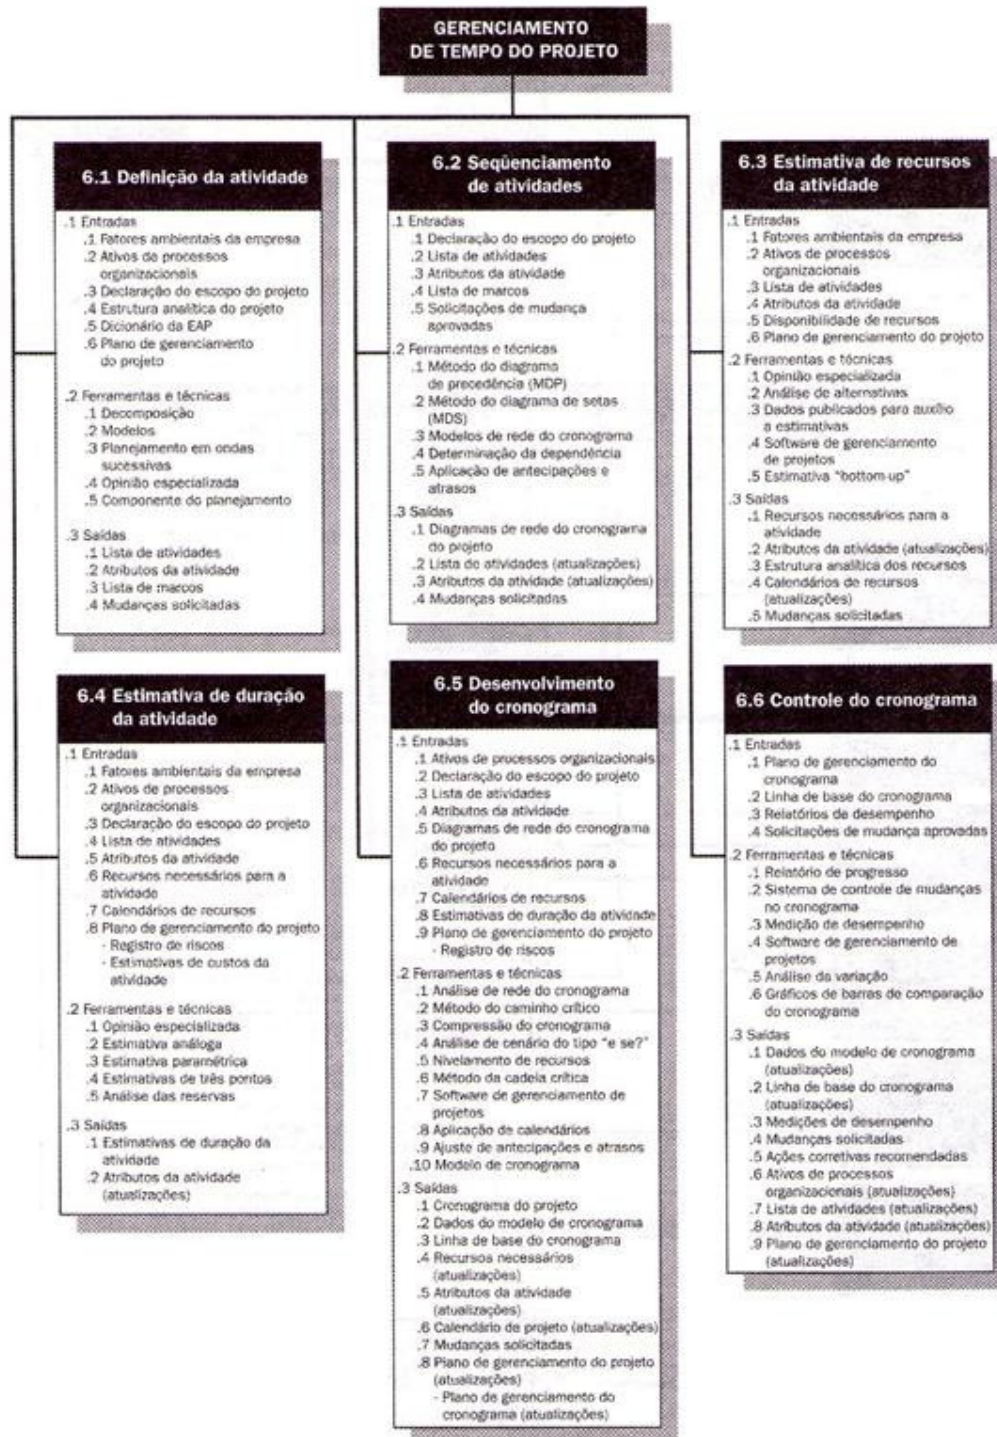 GERENCIAMENTO
DE TEMPO DO PROJETO
6.1 Definição da atividade
.1 Entradas
.1 Fatores ambientais da empresa
.2 Ativos de processos
organizacionais
.3 Declaração do escopo do projeto
.4 Estrutura analítica do projeto
.5 Dicionário da EAP
.6 Plano de gerenciamento
do projeto
.2 Ferramentas e técnicas
.1 Decomposição
.2 Modelos
.3 Planejamento em ondas
sucessivas
.4 Opinião especializada
.5 Componente do planejamento
.3 Saídas
.1 Lista de atividades
.2 Atributos da atividade
.3 Lista de marcos
.4 Mudanças solicitadas
6.2 Seqüenciamento
de atividades
.1 Entradas
.1 Declaração do escopo do projeto
.2 Lista de atividades
.3 Atributos da atividade
.4 Lista de marcos
.5 Solicitações de mudança
aprovadas
.2 Ferramentas e técnicas
.1 Método do diagrama
de precedência (MDP)
.2 Método do diagrama de setas
(MDS)
.3 Modelos de rede do cronograma
.4 Determinação da dependência
.5 Aplicação de antecipações e
atrasos
.3 Saídas
.1 Diagramas de rede do cronograma
do projeto
.2 Lista de atividades (atualizações)
.3 Atributos da atividade (atualizações)
.4 Mudanças solicitadas
6.3 Estimativa de recursos
da atividade
.1 Entradas
.1 Fatores ambientais da empresa
.2 Ativos de processos
organizacionais
.3 Lista de atividades
.4 Atributos da atividade
.5 Disponibilidade de recursos
.6 Plano de gerenciamento do projeto
.2 Ferramentas e técnicas
.1 Opinião especializada
.2 Análise de alternativas
.3 Dados publicados para auxílio
a estimativas
.4 Software de gerenciamento
de projetos
.5 Estimativa "bottom-up"
.3 Saídas
.1 Recursos necessários para a
atividade
.2 Atributos da atividade (atualizações)
.3 Estrutura analítica dos recursos
.4 Calendários de recursos
(atualizações)
.5 Mudanças solicitadas
6.4 Estimativa de duração
da atividade
.1 Entradas
.1 Fatores ambientais da empresa
.2 Ativos de processos
organizacionais
.3 Declaração do escopo do projeto
.4 Lista de atividades
.5 Atributos da atividade
.6 Recursos necessários para a
atividade
.7 Calendários de recursos
.8 Plano de gerenciamento do projeto
- Registro de riscos
- Estimativas de custos da
atividade
.2 Ferramentas e técnicas
.1 Opinião especializada
.2 Estimativa análoga
.3 Estimativa paramétrica
.4 Estimativas de três pontos
.5 Análise das reservas
.3 Saídas
.1 Estimativas de duração da
atividade
.2 Atributos da atividade
(atualizações)
6.5 Desenvolvimento
do cronograma
.1 Entradas
.1 Ativos de processos organizacionais
.2 Declaração do escopo do projeto
.3 Lista de atividades
.4 Atributos da atividade
.5 Diagramas de rede do cronograma
do projeto
.6 Recursos necessários para a
atividade
.7 Calendários de recursos
.8 Estimativas de duração da atividade
.9 Plano de gerenciamento do projeto
- Registro de riscos
.2 Ferramentas e técnicas
.1 Análise de rede do cronograma
.2 Método do caminho crítico
.3 Compressão do cronograma
.4 Análise de cenário do tipo "e se?"
.5 Nivelamento de recursos
.6 Método da cadeia crítica
.7 Software de gerenciamento de
projetos
.8 Aplicação de calendários
.9 Ajuste de antecipações e atrasos
.10 Modelo de cronograma
.3 Saídas
.1 Cronograma do projeto
.2 Dados do modelo de cronograma
.3 Linha de base do cronograma
.4 Recursos necessários
(atualizações)
.5 Atributos da atividade
(atualizações)
.6 Calendário de projeto (atualizações)
.7 Mudanças solicitadas
.8 Plano de gerenciamento do projeto
(atualizações)
- Plano de gerenciamento do
cronograma (atualizações)
6.6 Controle do cronograma
.1 Entradas
.1 Plano de gerenciamento do
cronograma
.2 Linha de base do cronograma
.3 Relatórios de desempenho
.4 Solicitações de mudança aprovadas
.2 Ferramentas e técnicas
.1 Relatório de progresso
.2 Sistema de controle de mudanças
no cronograma
.3 Medição de desempenho
.4 Software de gerenciamento de
projetos
.5 Análise da variação
.6 Gráficos de barras de comparação
do cronograma
.3 Saídas
.1 Dados do modelo de cronograma
(atualizações)
.2 Linha de base do cronograma
(atualizações)
.3 Medições de desempenho
.4 Mudanças solicitadas
.5 Ações corretivas recomendadas
.6 Ativos de processos
organizacionais (atualizações)
.7 Lista de atividades (atualizações)
.8 Atributos da atividade (atualizações)
.9 Plano de gerenciamento do projeto
(atualizações)